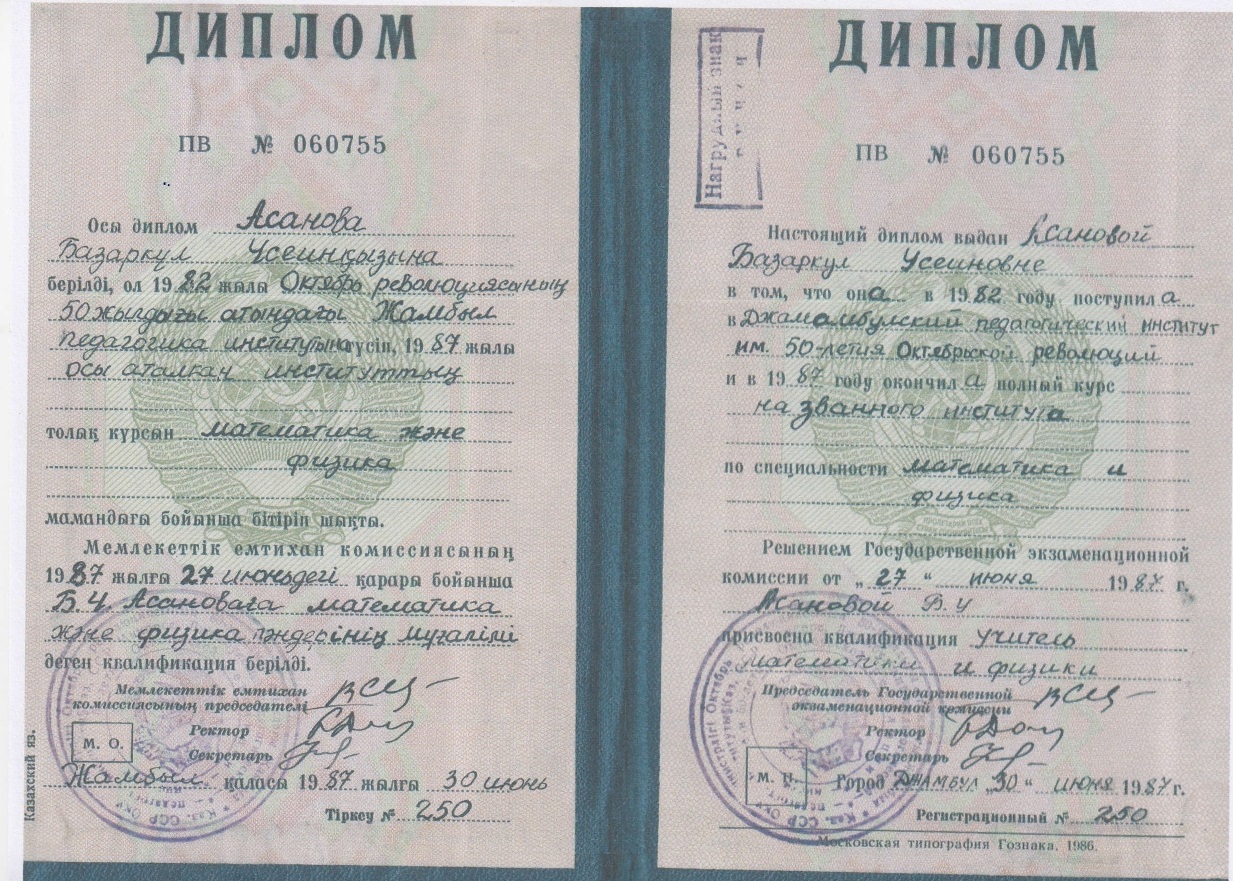 ДИПЛОМ
ПВ № 060755
Осы диплом Асанова
Базаркул Усеинқызына
берілді, ол 1982 жылы Октябрь революциясының
50 жылдығы атындағы Жамбыл
педагогика институтына түсіп, 1987 жылы
осы аталған институттың
толық курсын математика және
физика
мамандығы бойынша бітіріп шықты.
Мемлекеттік емтихан комиссиясының
1987 жылғы 27 июньдегі қарары бойынша
Б.У. Асановаға математика
және физика пәндерінің мұғалімі
деген квалификация берілді.
Мемлекеттік емтихан
комиссиясының председателі
Ректор
Секретарь
М. О.
Жамбыл қаласы 1987 жылғы 30 июнь
Тіркеу № 250
Казахский яз.
ДИПЛОМ
Нагрудный знак
ПВ № 060755
Настоящий диплом выдан Асановой
Базаркул Усеиновне
в том, что она в 1982 году поступила
в Джамамбулский педагогический институт
им. 50-летия Октябрьской революций
и в 1987 году окончила полный курс
на званного института
по специальности математика и
физика
Решением Государственной экзаменационной
комиссии от „27“ июня 1987 г.
Асановой Б.У
присвоена квалификация учитель
математики и физики
Председатель Государственной
экзаменационной комиссии
Ректор
Секретарь
М. П.
Город Джамбул „30“ июня 1987 г.
Регистрационный № 250
Московская типография Гознака. 1986.